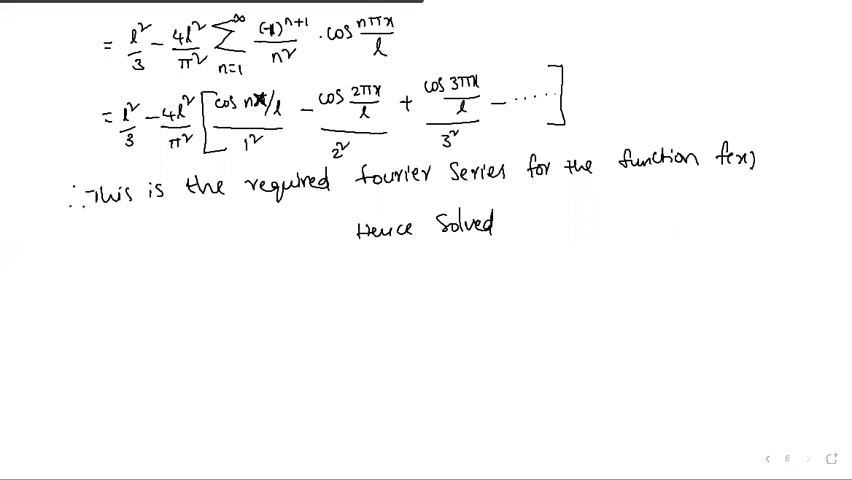 = l²/3 - 4l²/π² ∑_{n=1}^{∞} (-1)^{n+1}/n² · cos nπx/l
= l²/3 - 4l²/π² [ cos πx/l / 1² - cos 2πx/l / 2² + cos 3πx/l / 3² - ...... ]
∴ This is the required fourier series for the function f(x)
Hence Solved
6